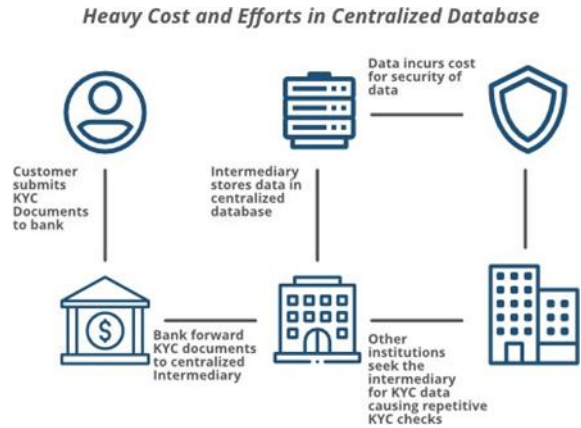 Heavy Cost and Efforts in Centralized Database
Data incurs cost
for security of
data
Customer
submits
KYC
Documents
to bank
Intermediary
stores data in
centralized
database
$
Bank forward
KYC documents
to centralized
Intermediary
Other
institutions
seek the
intermediary
for KYC data
causing repetitive
KYC checks